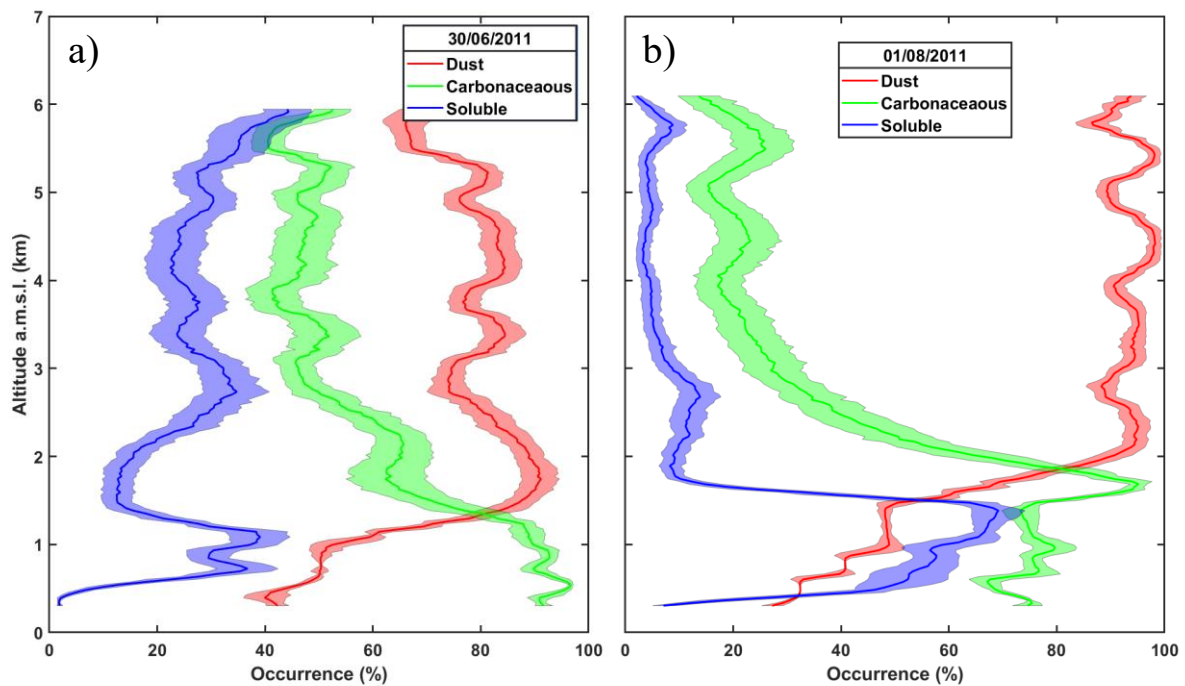 a)
30/06/2011
Dust
Carbonaceaous
Soluble
b)
01/08/2011
Dust
Carbonaceaous
Soluble
Altitude a.m.s.l. (km)
7
6
5
4
3
2
1
0
0 20 40 60 80 100
Occurrence (%)
0 20 40 60 80 100
Occurrence (%)